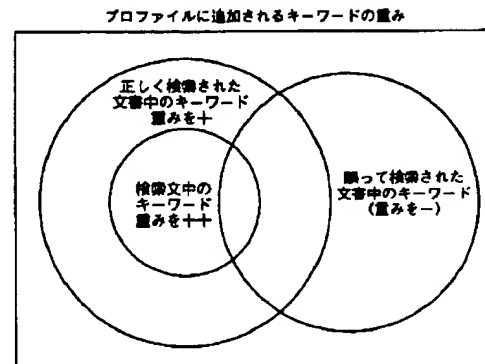 プロファイルに追加されるキーワードの重み
正しく検索された
文書中のキーワード
重みを＋
検索文中の
キーワード
重みを＋＋
誤って検索された
文書中のキーワード
(重みを－)